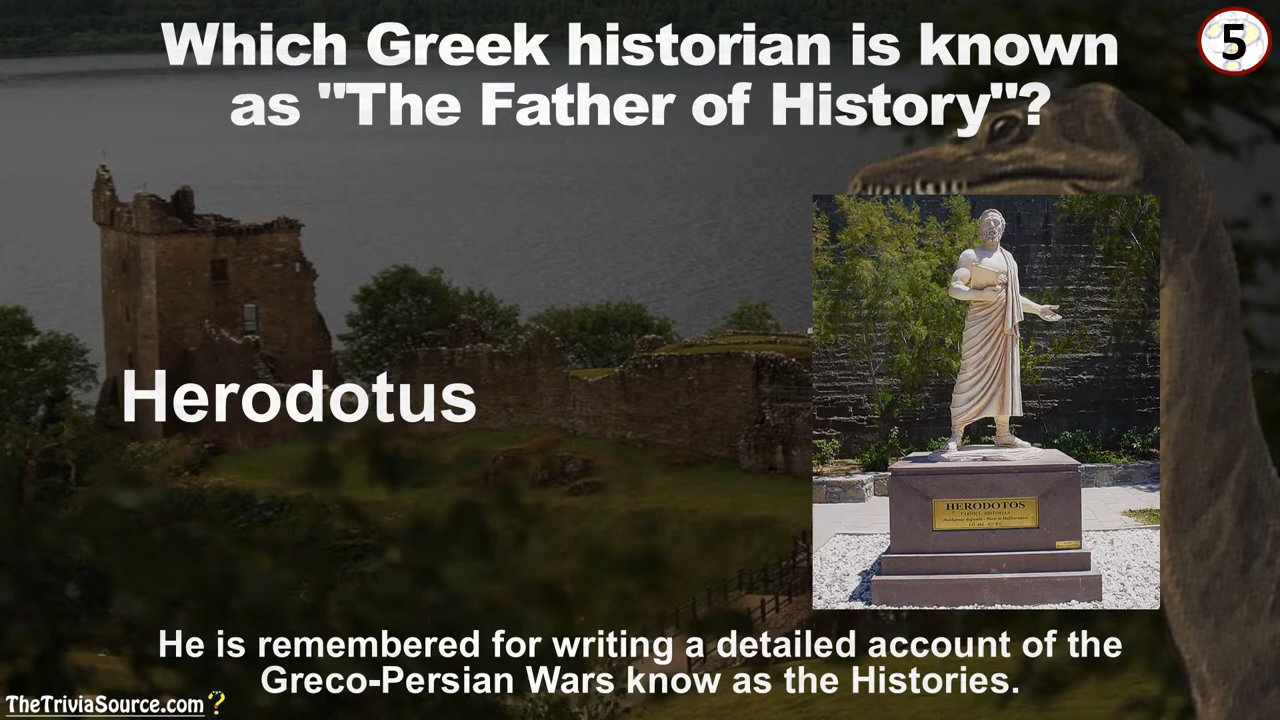 Which Greek historian is known
as "The Father of History"?
5
Herodotus
HERODOTOS
He is remembered for writing a detailed account of the
Greco-Persian Wars know as the Histories.
TheTriviaSource.com?